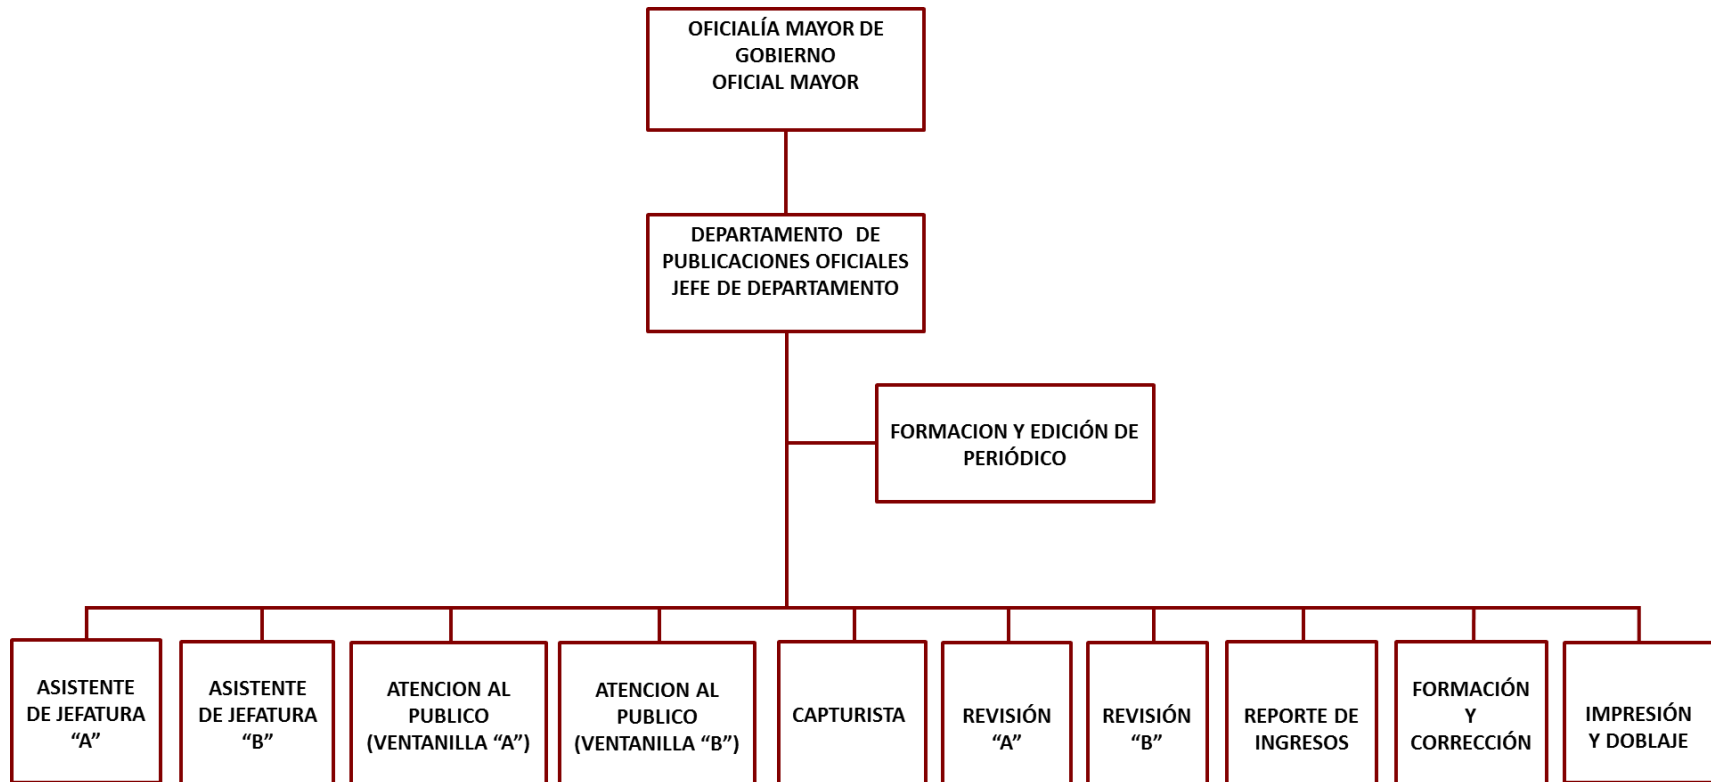 OFICIALÍA MAYOR DE
GOBIERNO
OFICIAL MAYOR
DEPARTAMENTO DE
PUBLICACIONES OFICIALES
JEFE DE DEPARTAMENTO
FORMACION Y EDICIÓN DE
PERIÓDICO
ASISTENTE
DE JEFATURA
“A”
ASISTENTE
DE JEFATURA
“B”
ATENCION AL
PUBLICO
(VENTANILLA “A”)
ATENCION AL
PUBLICO
(VENTANILLA “B”)
CAPTURISTA
REVISIÓN
“A”
REVISIÓN
“B”
REPORTE DE
INGRESOS
FORMACIÓN
Y
CORRECCIÓN
IMPRESIÓN
Y DOBLAJE